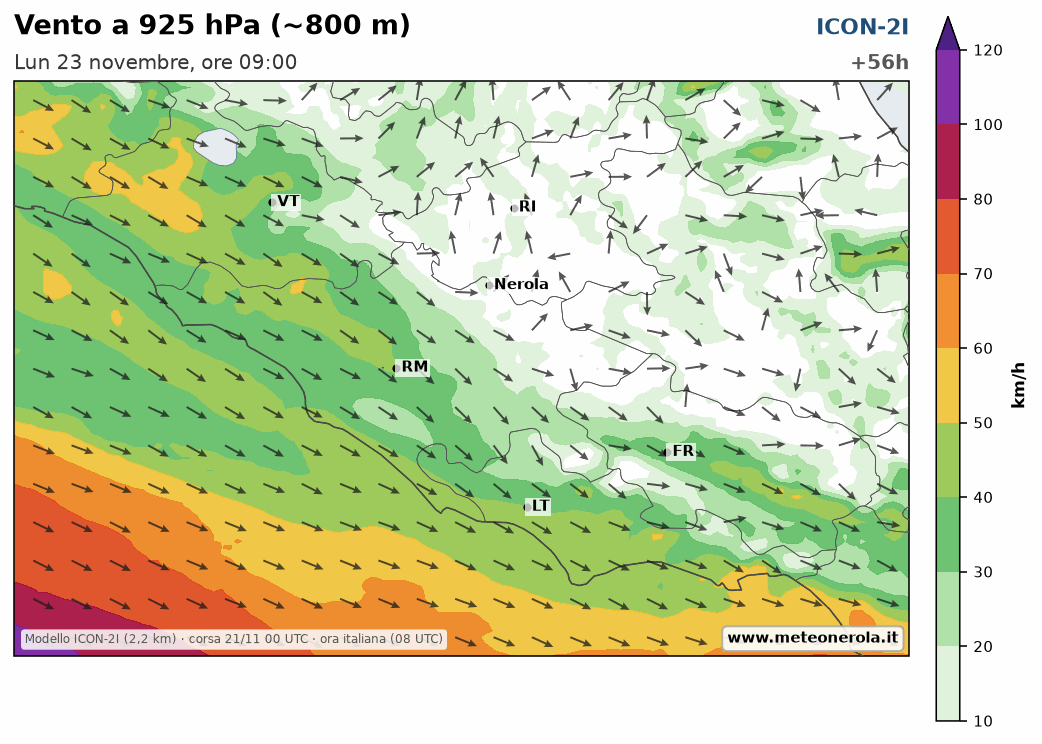 Vento a 925 hPa (~800 m)
ICON-2I
Lun 23 novembre, ore 09:00
+56h
VT
RI
Nerola
RM
FR
LT
Modello ICON-2I (2,2 km) · corsa 21/11 00 UTC · ora italiana (08 UTC)
www.meteonerola.it
120
100
80
70
60
50
40
30
20
10
km/h